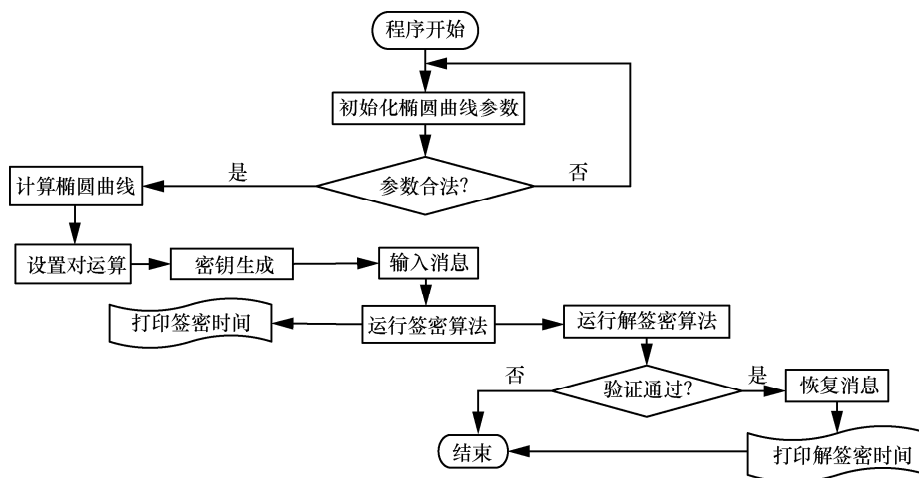 程序开始
初始化椭圆曲线参数
参数合法?
是
否
计算椭圆曲线
设置对运算
密钥生成
输入消息
打印签密时间
运行签密算法
运行解签密算法
验证通过?
否
是
恢复消息
打印解签密时间
结束